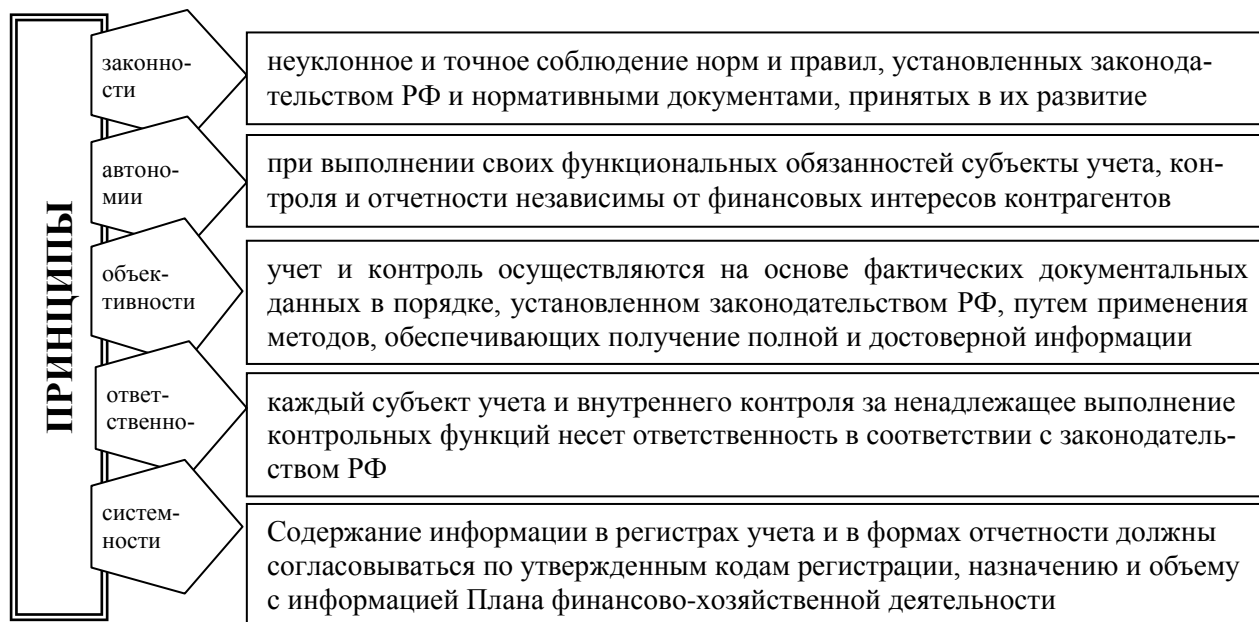 ПРИНЦИПЫ
законно-
сти
неуклонное и точное соблюдение норм и правил, установленных законода-
тельством РФ и нормативными документами, принятых в их развитие
автоно-
мии
при выполнении своих функциональных обязанностей субъекты учета, кон-
троля и отчетности независимы от финансовых интересов контрагентов
объек-
тивности
учет и контроль осуществляются на основе фактических документальных
данных в порядке, установленном законодательством РФ, путем применения
методов, обеспечивающих получение полной и достоверной информации
ответ-
ственно-
каждый субъект учета и внутреннего контроля за ненадлежащее выполнение
контрольных функций несет ответственность в соответствии с законодатель-
ством РФ
систем-
ности
Содержание информации в регистрах учета и в формах отчетности должны
согласовываться по утвержденным кодам регистрации, назначению и объему
с информацией Плана финансово-хозяйственной деятельности